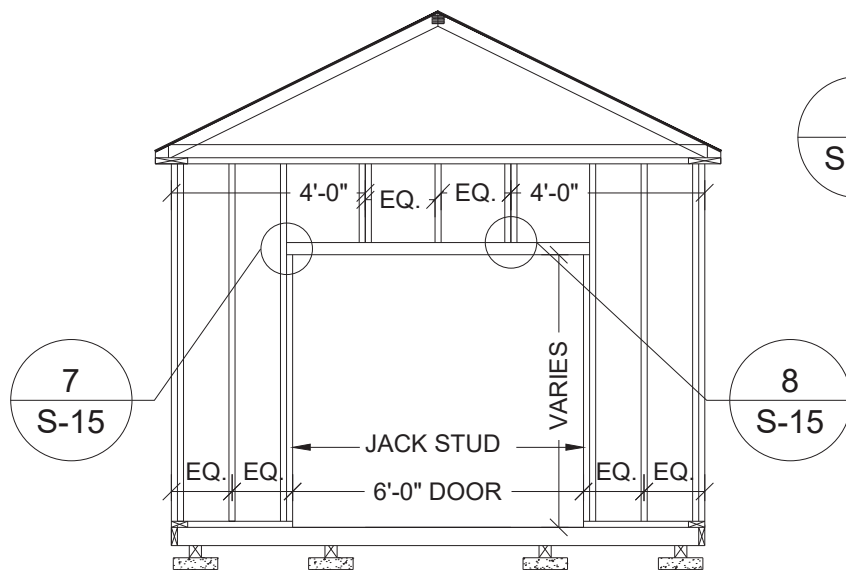 S
4'-0" EQ. EQ. 4'-0"
7
S-15
VARIES
8
S-15
JACK STUD
EQ. EQ. 6'-0" DOOR EQ. EQ.